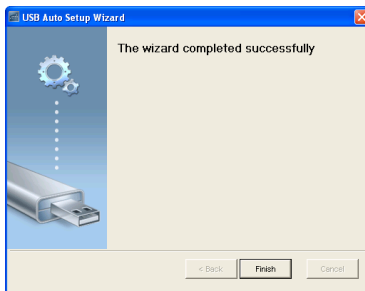 USB Auto Setup Wizard
The wizard completed successfully
< Back
Finish
Cancel